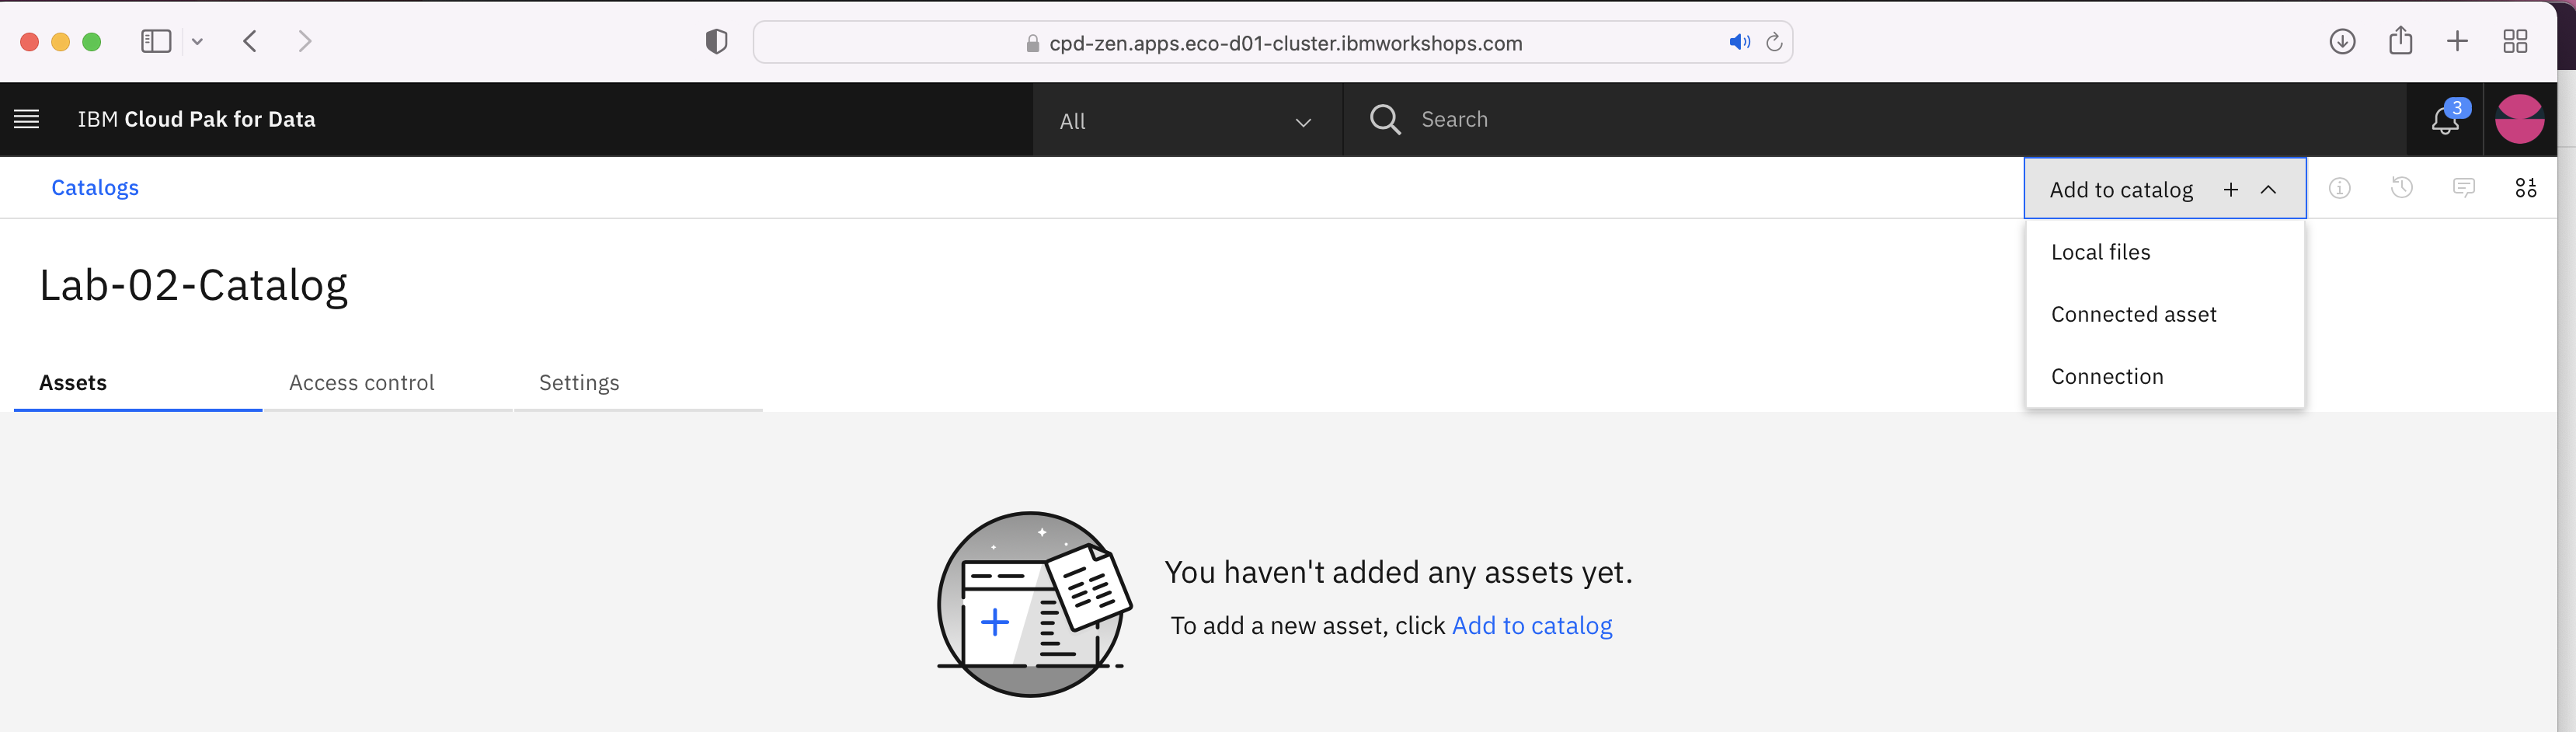 cpd-zen.apps.eco-d01-cluster.ibmworkshops.com
IBM Cloud Pak for Data
All
Search
3
Catalogs
Add to catalog
Local files
Connected asset
Connection
Lab-02-Catalog
Assets
Access control
Settings
You haven't added any assets yet.
To add a new asset, click Add to catalog